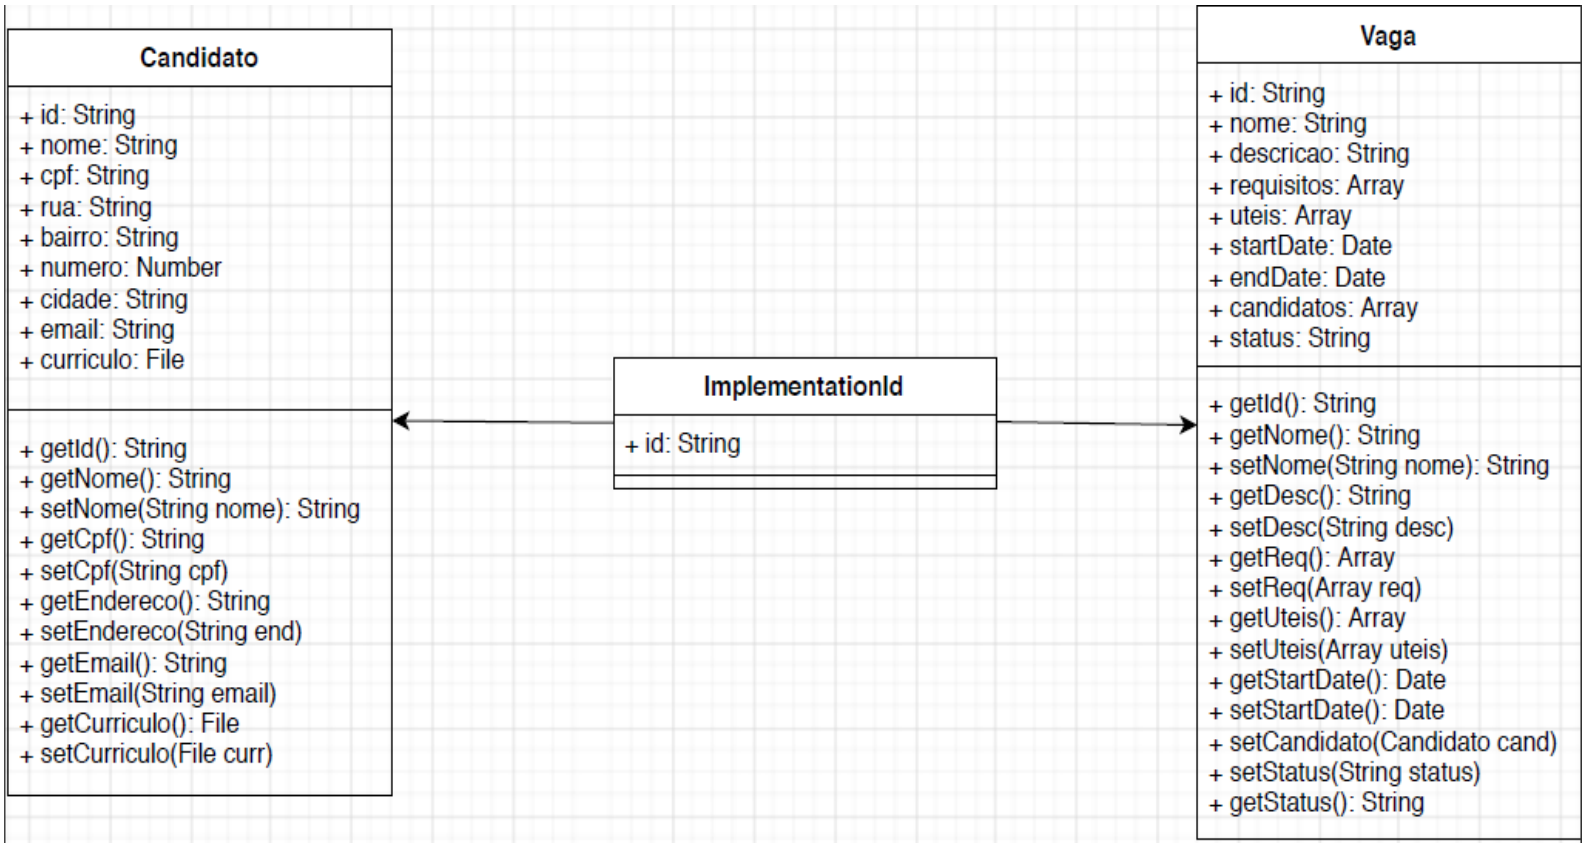 Candidato
+ id: String
+ nome: String
+ cpf: String
+ rua: String
+ bairro: String
+ numero: Number
+ cidade: String
+ email: String
+ curriculo: File
+ getId(): String
+ getNome(): String
+ setNome(String nome): String
+ getCpf(): String
+ setCpf(String cpf)
+ getEndereco(): String
+ setEndereco(String end)
+ getEmail(): String
+ setEmail(String email)
+ getCurriculo(): File
+ setCurriculo(File curr)
ImplementationId
+ id: String
Vaga
+ id: String
+ nome: String
+ descricao: String
+ requisitos: Array
+ uteis: Array
+ startDate: Date
+ endDate: Date
+ candidatos: Array
+ status: String
+ getId(): String
+ getNome(): String
+ setNome(String nome): String
+ getDesc(): String
+ setDesc(String desc)
+ getReq(): Array
+ setReq(Array req)
+ getUteis(): Array
+ setUteis(Array uteis)
+ getStartDate(): Date
+ setStartDate(): Date
+ setCandidato(Candidato cand)
+ setStatus(String status)
+ getStatus(): String